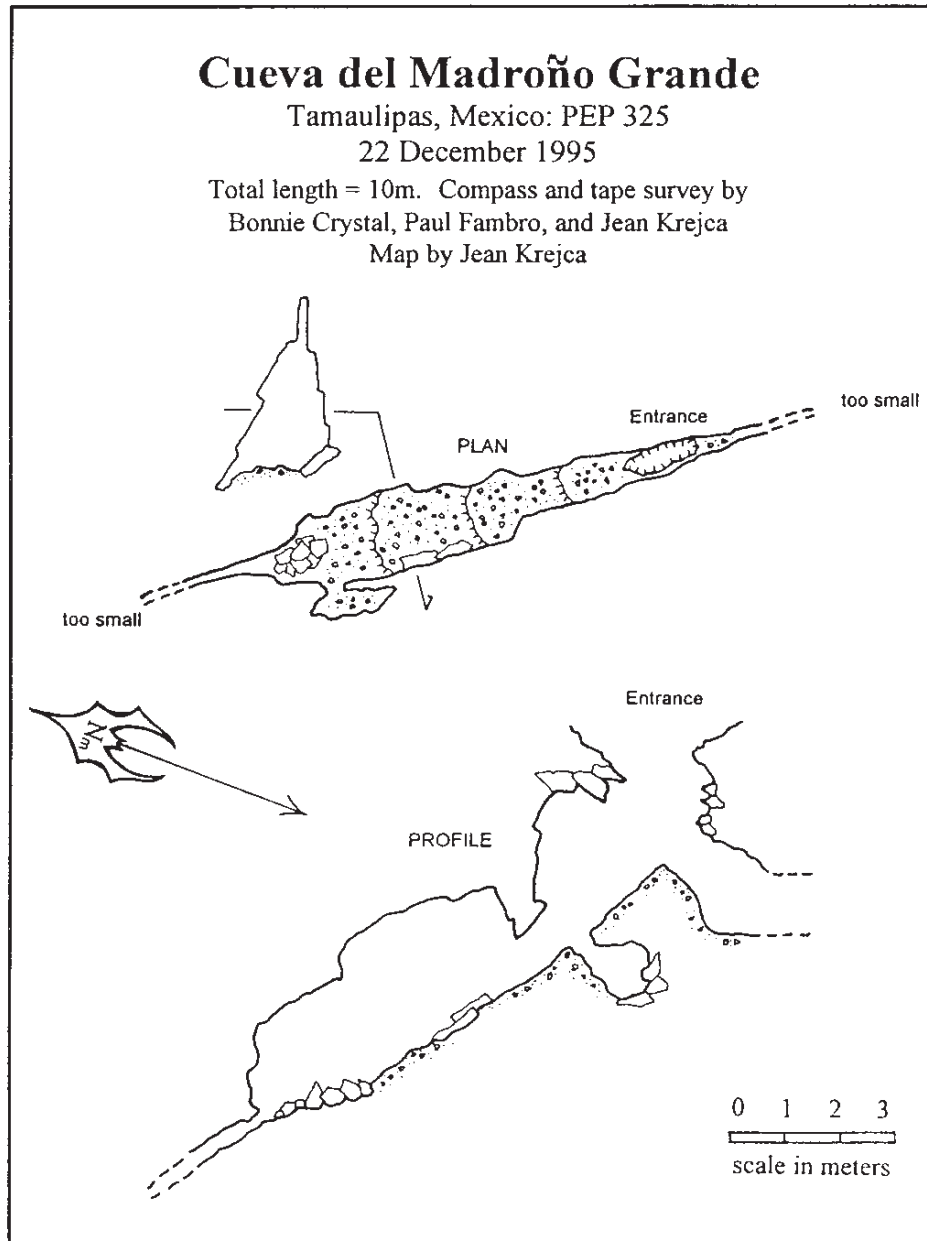 Cueva del Madroño Grande
Tamaulipas, Mexico: PEP 325
22 December 1995
Total length = 10m. Compass and tape survey by
Bonnie Crystal, Paul Fambro, and Jean Krejca
Map by Jean Krejca
too small
Entrance
PLAN
too small
Entrance
N
m
PROFILE
0 1 2 3
scale in meters